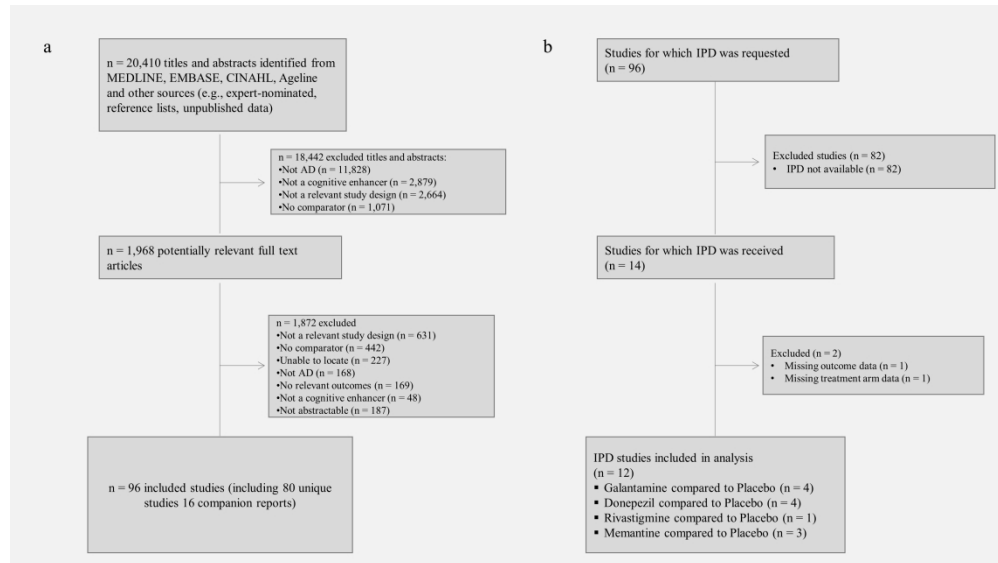 a
n = 20,410 titles and abstracts identified from
MEDLINE, EMBASE, CINAHL, Ageline
and other sources (e.g., expert-nominated,
reference lists, unpublished data)
n = 18,442 excluded titles and abstracts:
•Not AD (n = 11,828)
•Not a cognitive enhancer (n = 2,879)
•Not a relevant study design (n = 2,664)
•No comparator (n = 1,071)
n = 1,968 potentially relevant full text
articles
n = 1,872 excluded
•Not a relevant study design (n = 631)
•No comparator (n = 442)
•Unable to locate (n = 227)
•Not AD (n = 168)
•No relevant outcomes (n = 169)
•Not a cognitive enhancer (n = 48)
•Not abstractable (n = 187)
n = 96 included studies (including 80 unique
studies 16 companion reports)
b
Studies for which IPD was requested
(n = 96)
Excluded studies (n = 82)
• IPD not available (n = 82)
Studies for which IPD was received
(n = 14)
Excluded (n = 2)
• Missing outcome data (n = 1)
• Missing treatment arm data (n = 1)
IPD studies included in analysis
(n = 12)
▪ Galantamine compared to Placebo (n = 4)
▪ Donepezil compared to Placebo (n = 4)
▪ Rivastigmine compared to Placebo (n = 1)
▪ Memantine compared to Placebo (n = 3)